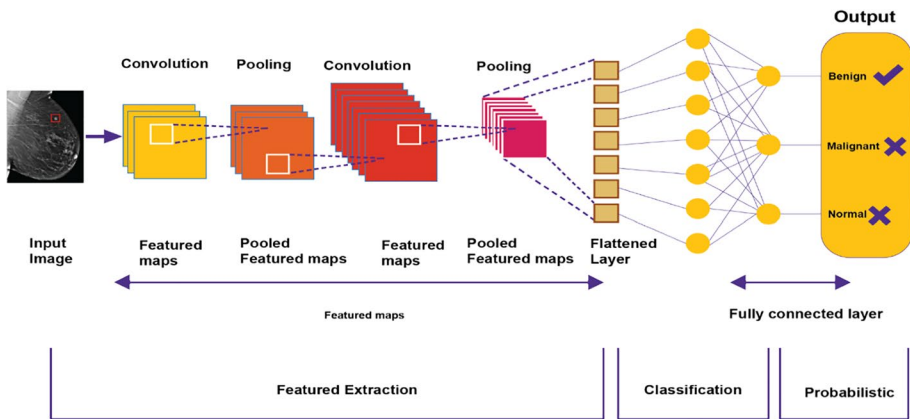 Output
Convolution
Pooling
Convolution
Pooling
Benign
Malignant
Normal
Input
Image
Featured
maps
Pooled
Featured maps
Featured
maps
Pooled
Featured maps
Flattened
Layer
Featured maps
Fully connected layer
Featured Extraction
Classification
Probabilistic